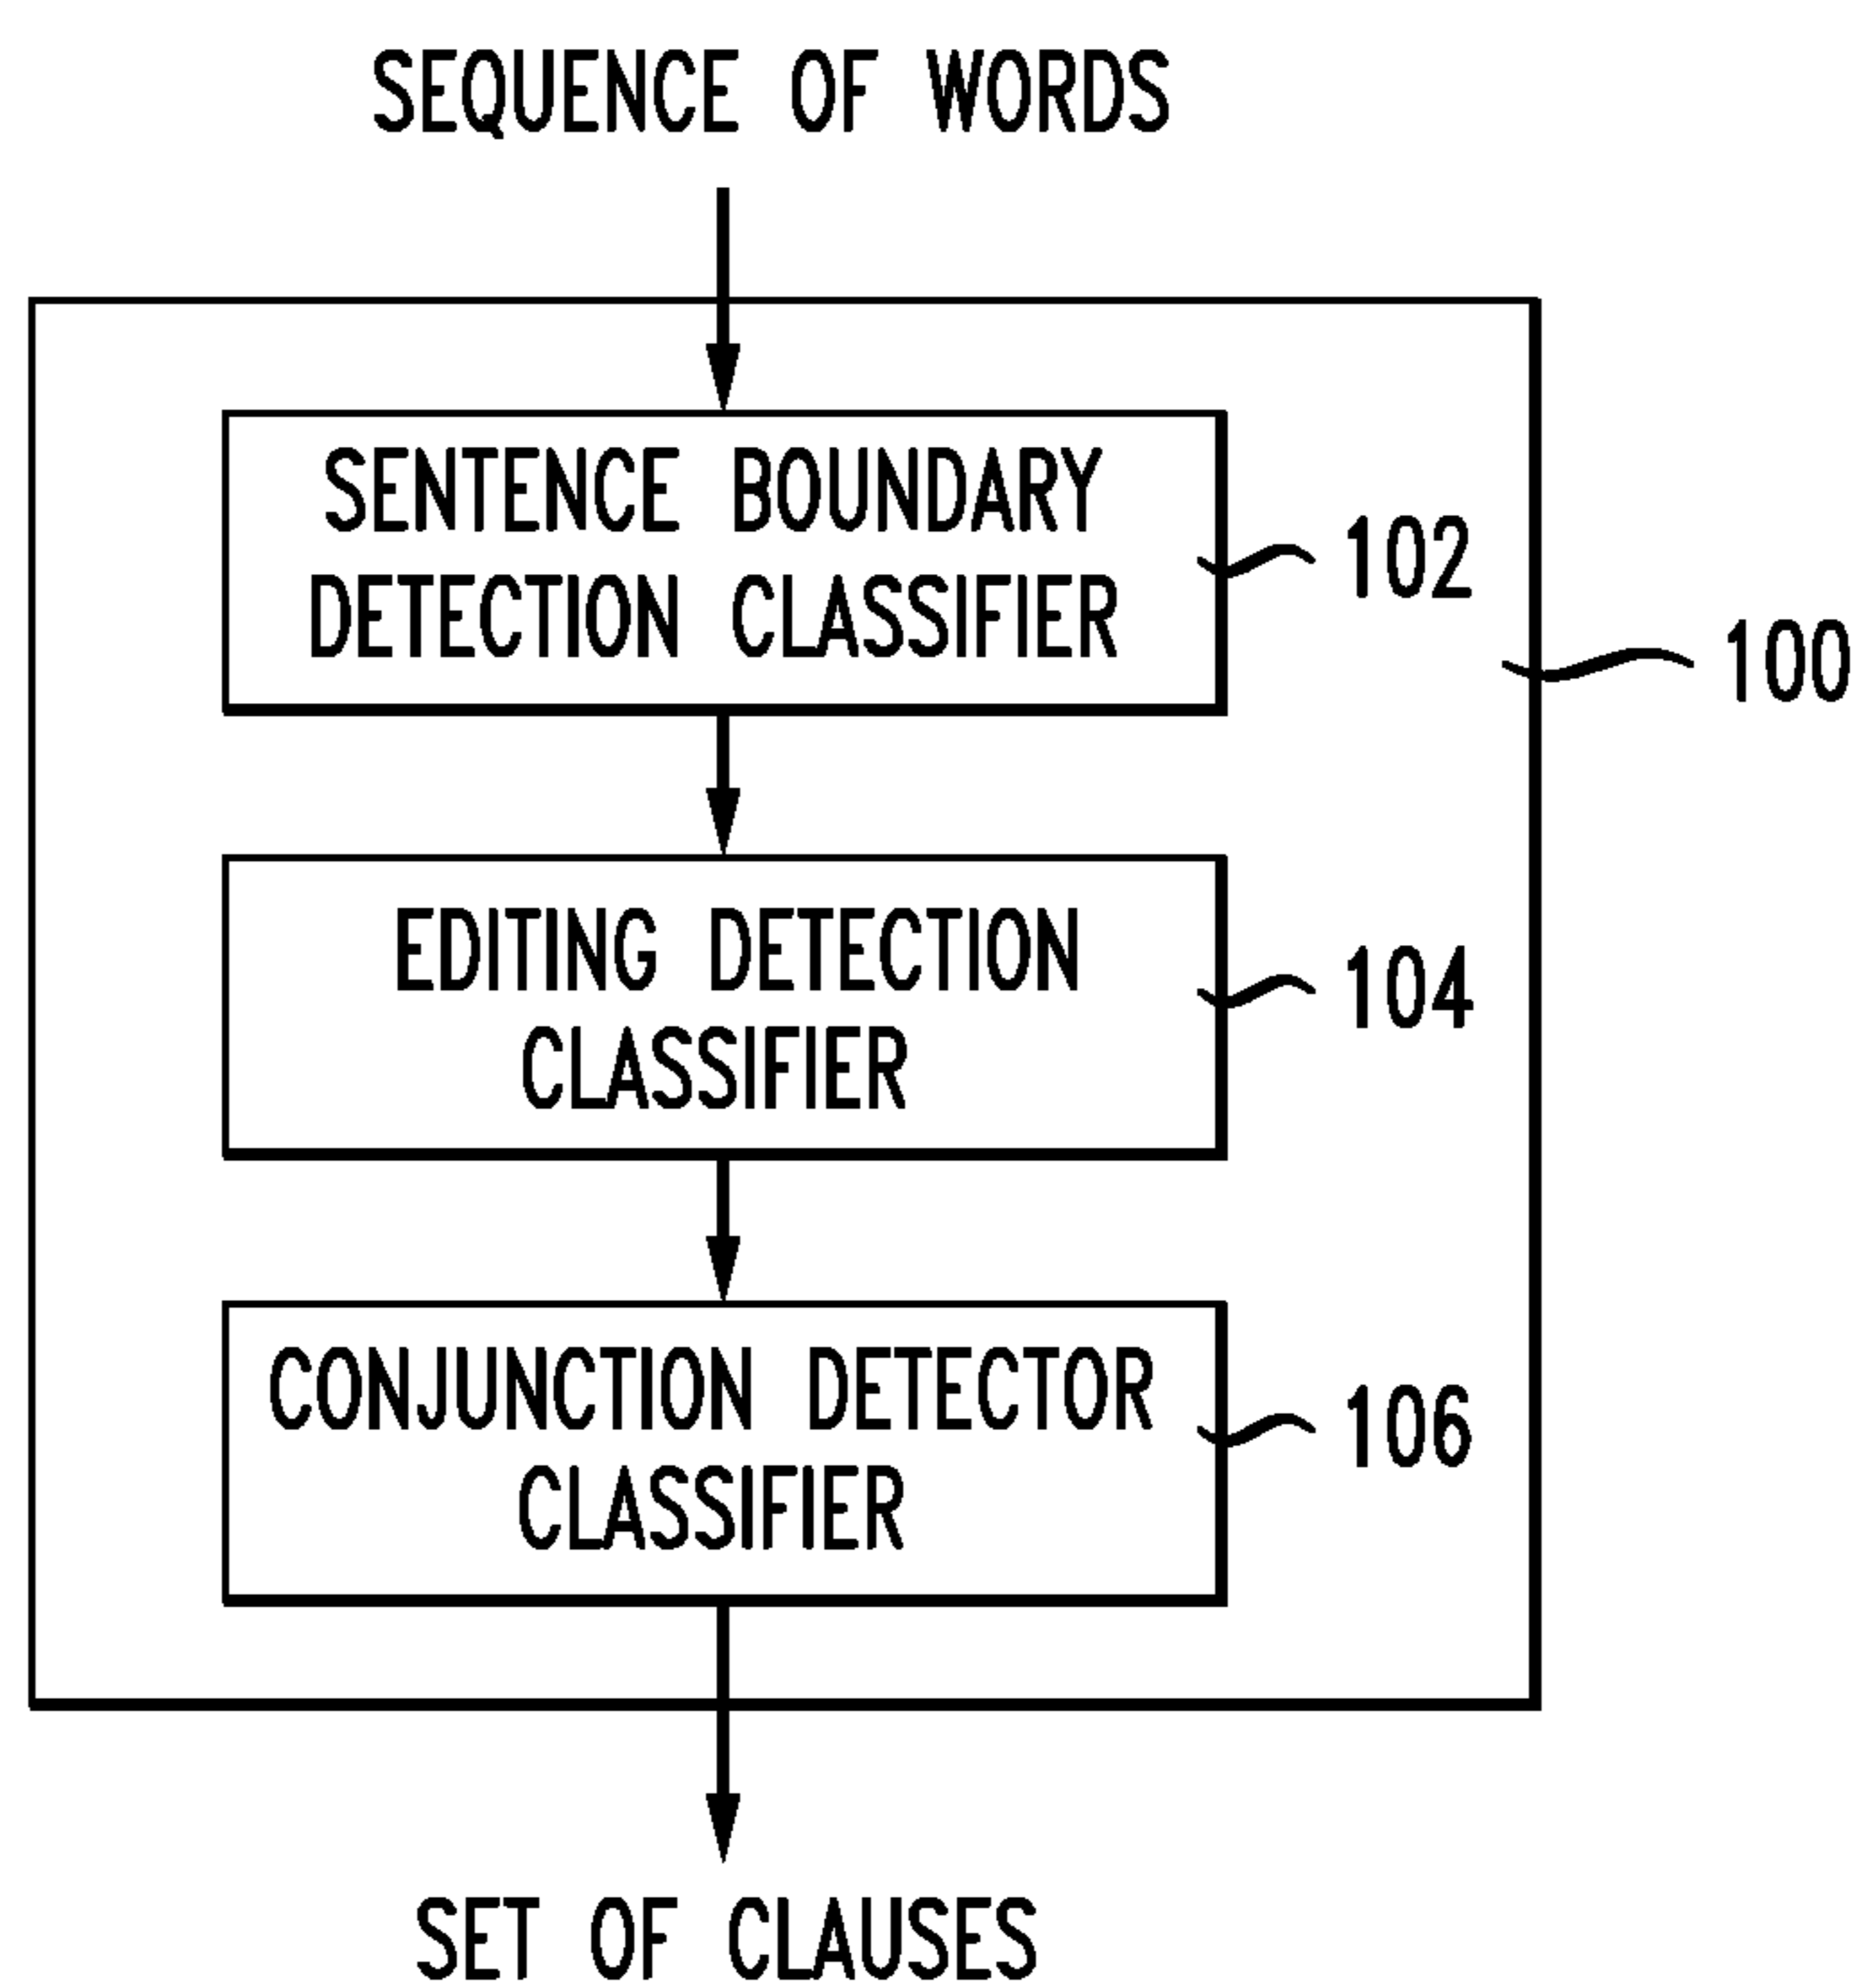 SEQUENCE OF WORDS
SENTENCE BOUNDARY
DETECTION CLASSIFIER
102
100
EDITING DETECTION
CLASSIFIER
104
CONJUNCTION DETECTOR
CLASSIFIER
106
SET OF CLAUSES